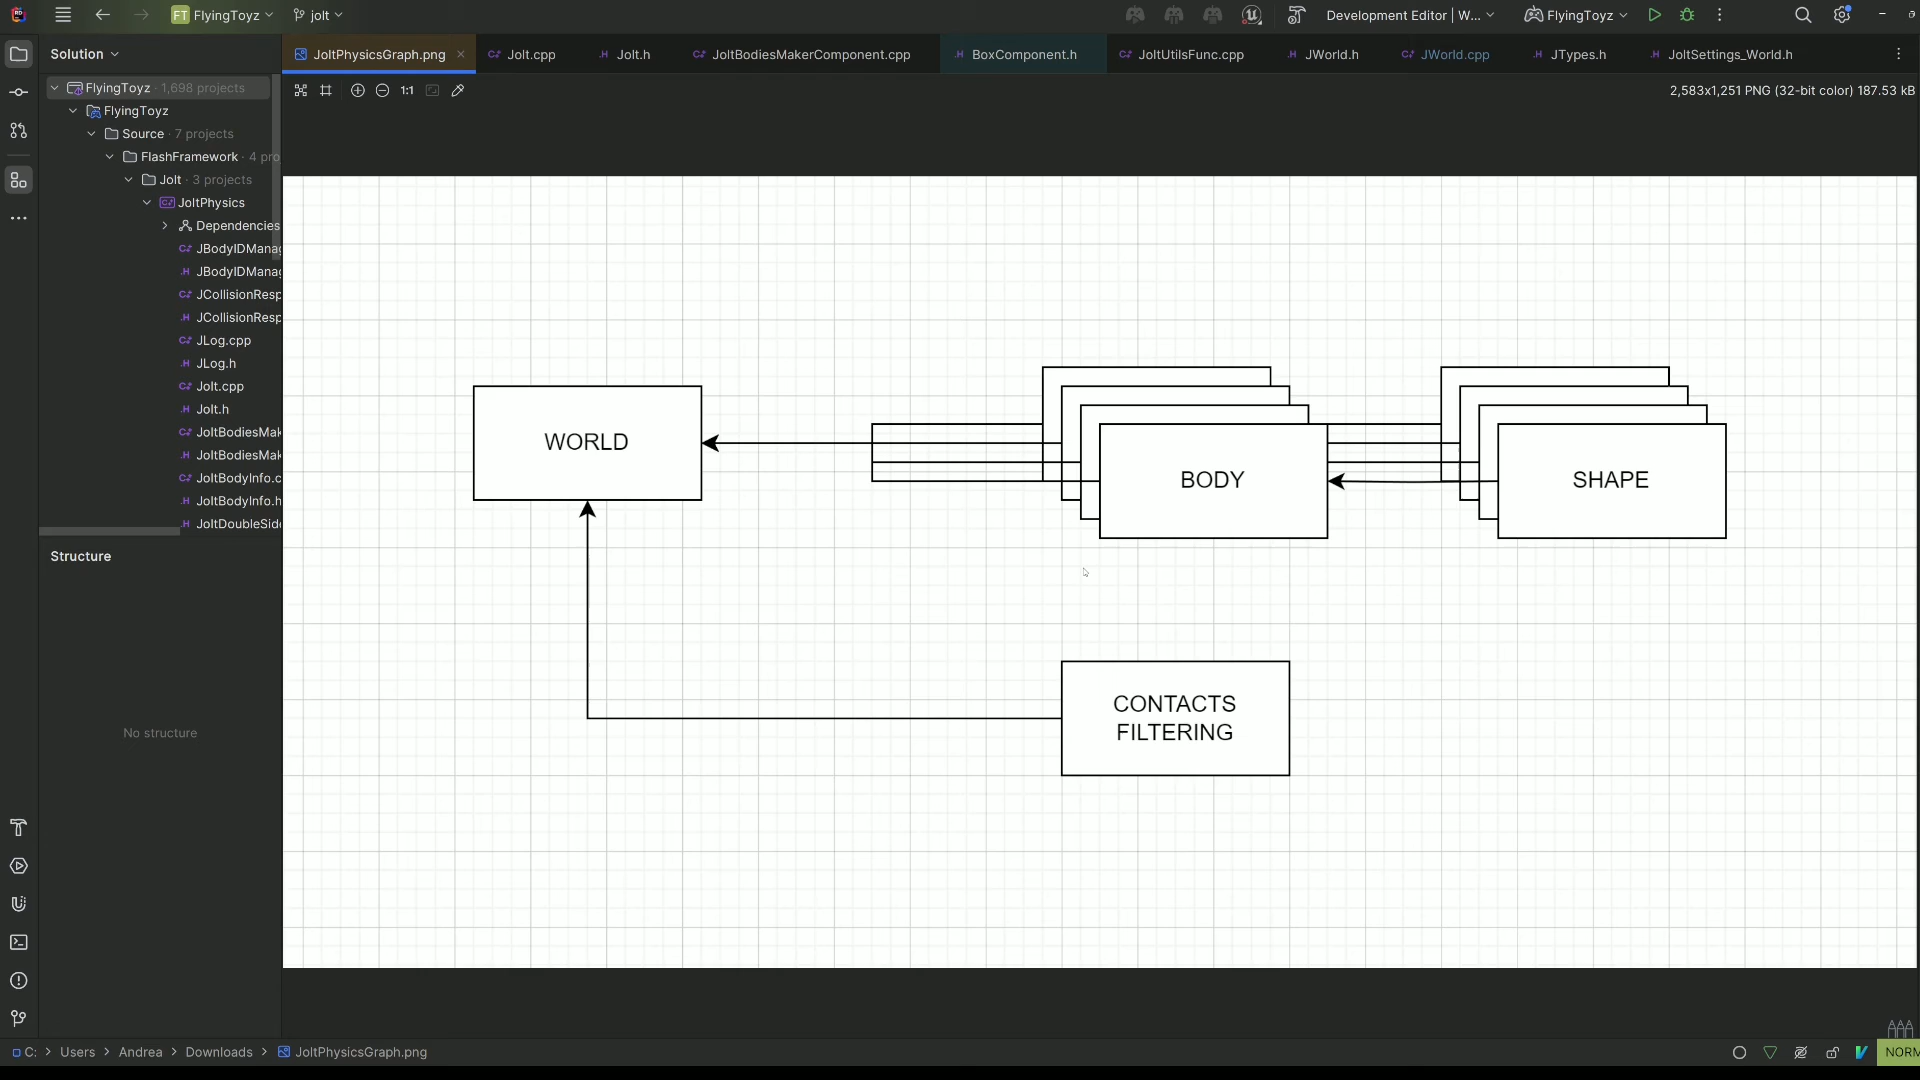 FT FlyingToyz
jolt
Development Editor | W...
FlyingToyz
Solution
JoltPhysicsGraph.png
Jolt.cpp
Jolt.h
JoltBodiesMakerComponent.cpp
BoxComponent.h
JoltUtilsFunc.cpp
JWorld.h
JWorld.cpp
JTypes.h
JoltSettings_World.h
1:1
2,583x1,251 PNG (32-bit color) 187.53 kB
FlyingToyz · 1,698 projects
FlyingToyz
Source · 7 projects
FlashFramework · 4 pro
Jolt · 3 projects
JoltPhysics
Dependencies
JBodyIDMana
JBodyIDMana
JCollisionResp
JCollisionResp
JLog.cpp
JLog.h
Jolt.cpp
Jolt.h
JoltBodiesMak
JoltBodiesMak
JoltBodyInfo.c
JoltBodyInfo.h
JoltDoubleSid
Structure
No structure
WORLD
BODY
SHAPE
CONTACTS
FILTERING
C: > Users > Andrea > Downloads > JoltPhysicsGraph.png
NORM